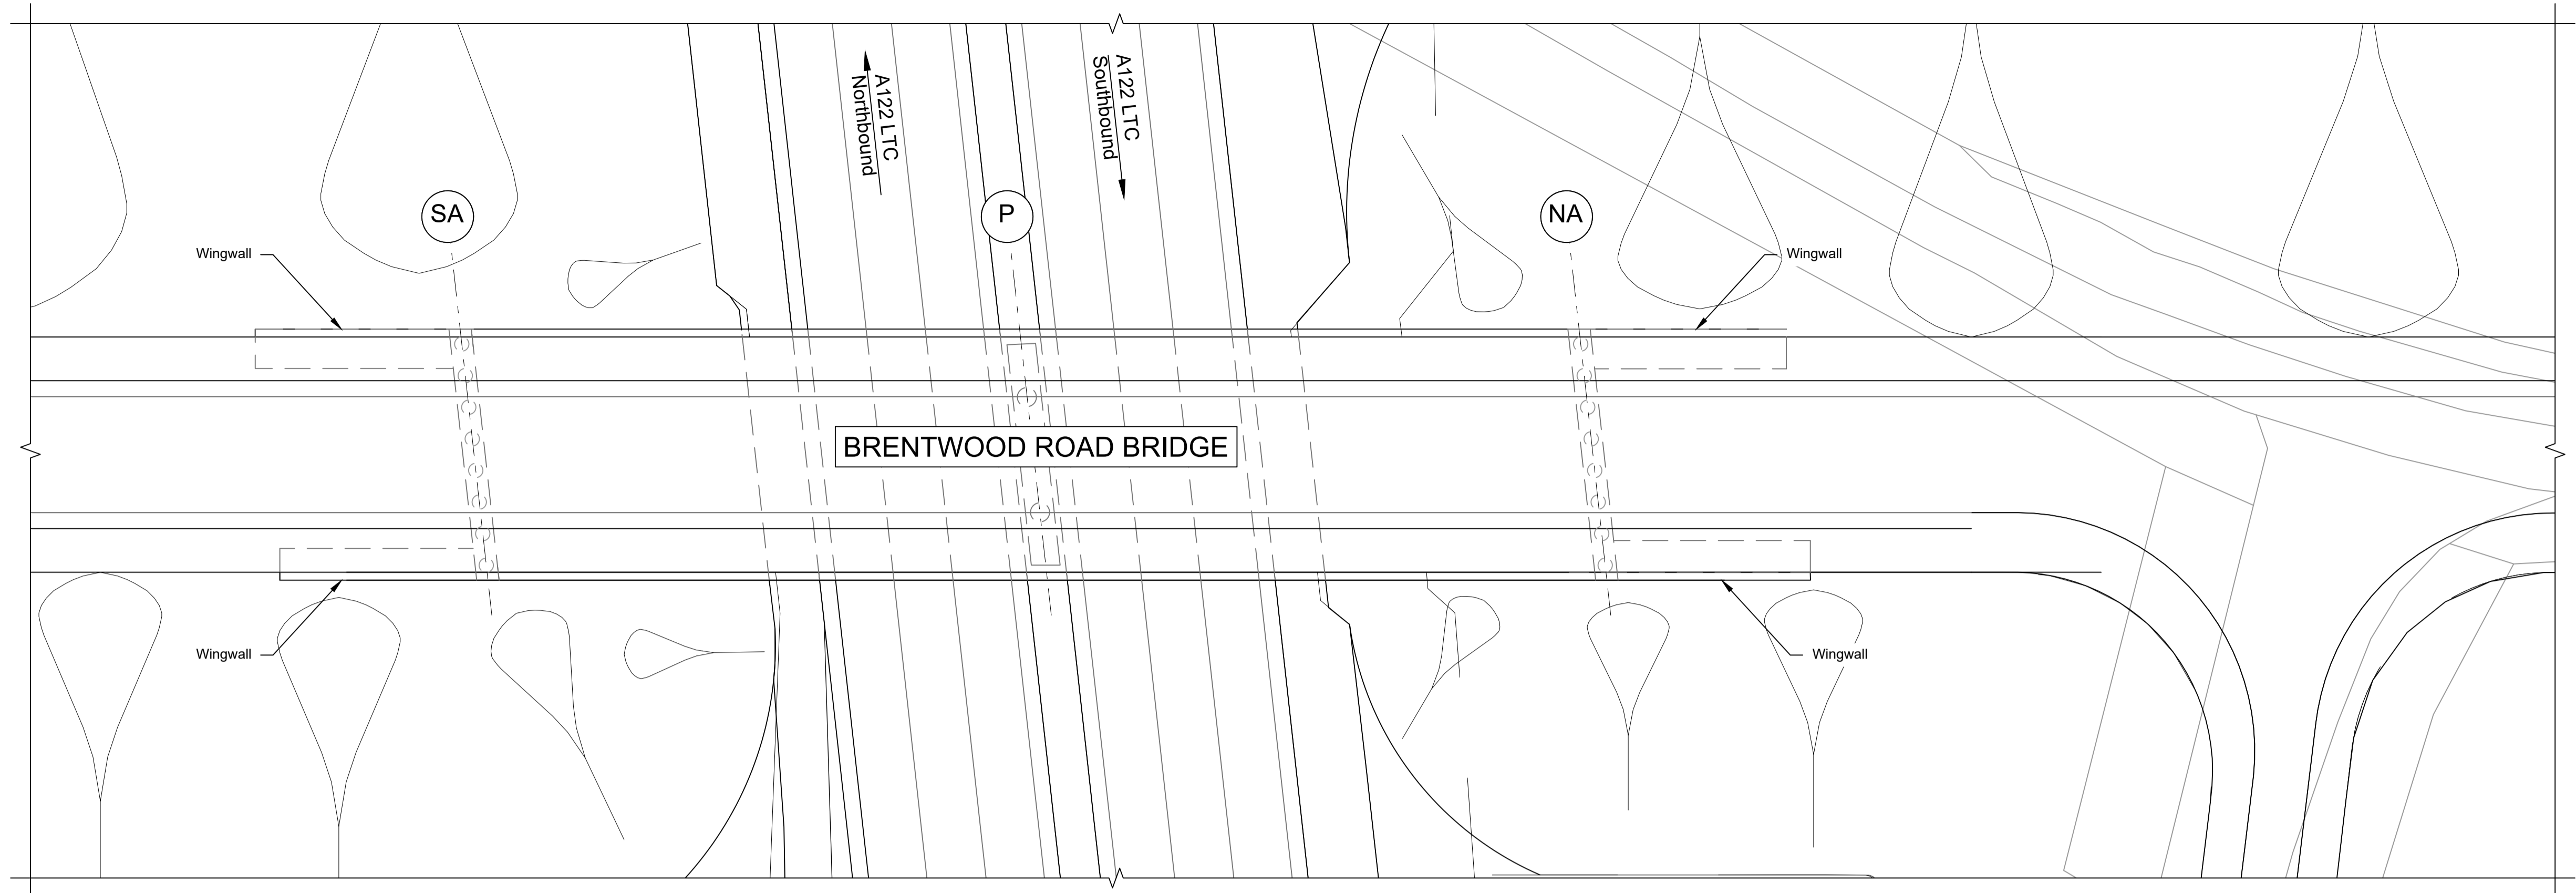 A122 LTC
Northbound
A122 LTC
Southbound
SA
P
NA
Wingwall
Wingwall
BRENTWOOD ROAD BRIDGE
Wingwall
Wingwall